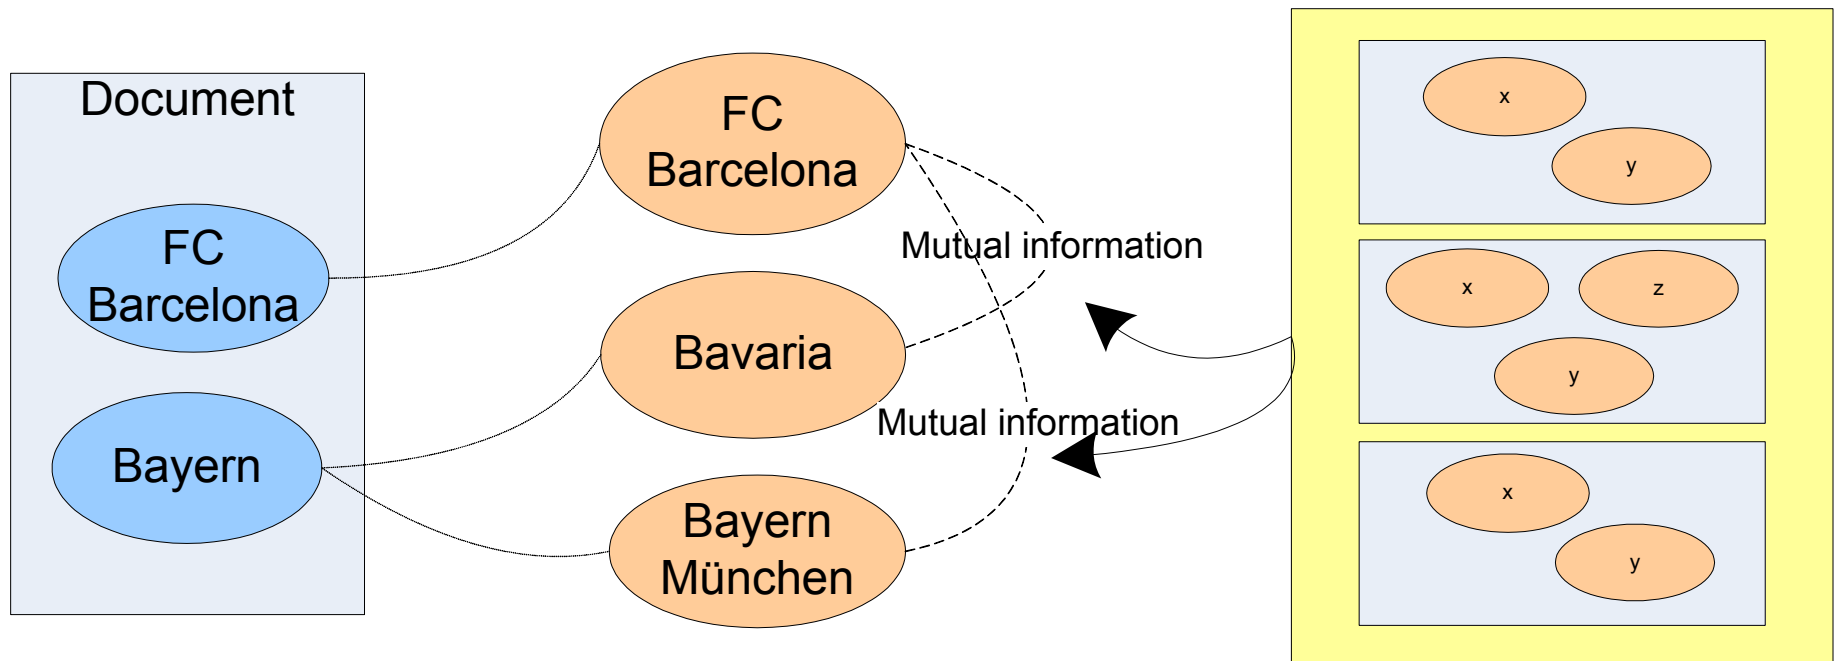 Document
FC
Barcelona
Bayern
FC
Barcelona
Bavaria
Bayern
München
Mutual information
Mutual information
x
y
x
z
y
x
y